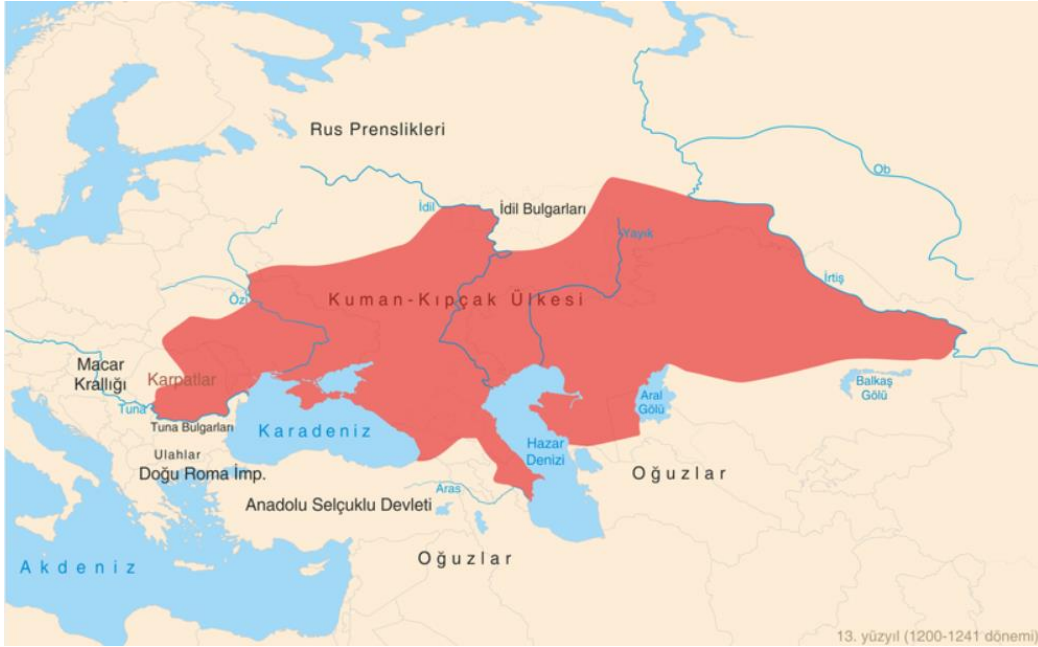 Rus Prenslikleri
Ob
İdil
İdil Bulgarları
Yayık
İrtiş
Özi
Kuman-Kıpçak Ülkesi
Macar
Krallığı
Karpatlar
Balkaş
Gölü
Aral
Gölü
Tuna
Tuna Bulgarları
Karadeniz
Hazar
Denizi
Ulahlar
Doğu Roma İmp.
Oğuzlar
Aras
Anadolu Selçuklu Devleti
Oğuzlar
Akdeniz
13. yüzyıl (1200-1241 dönemi)